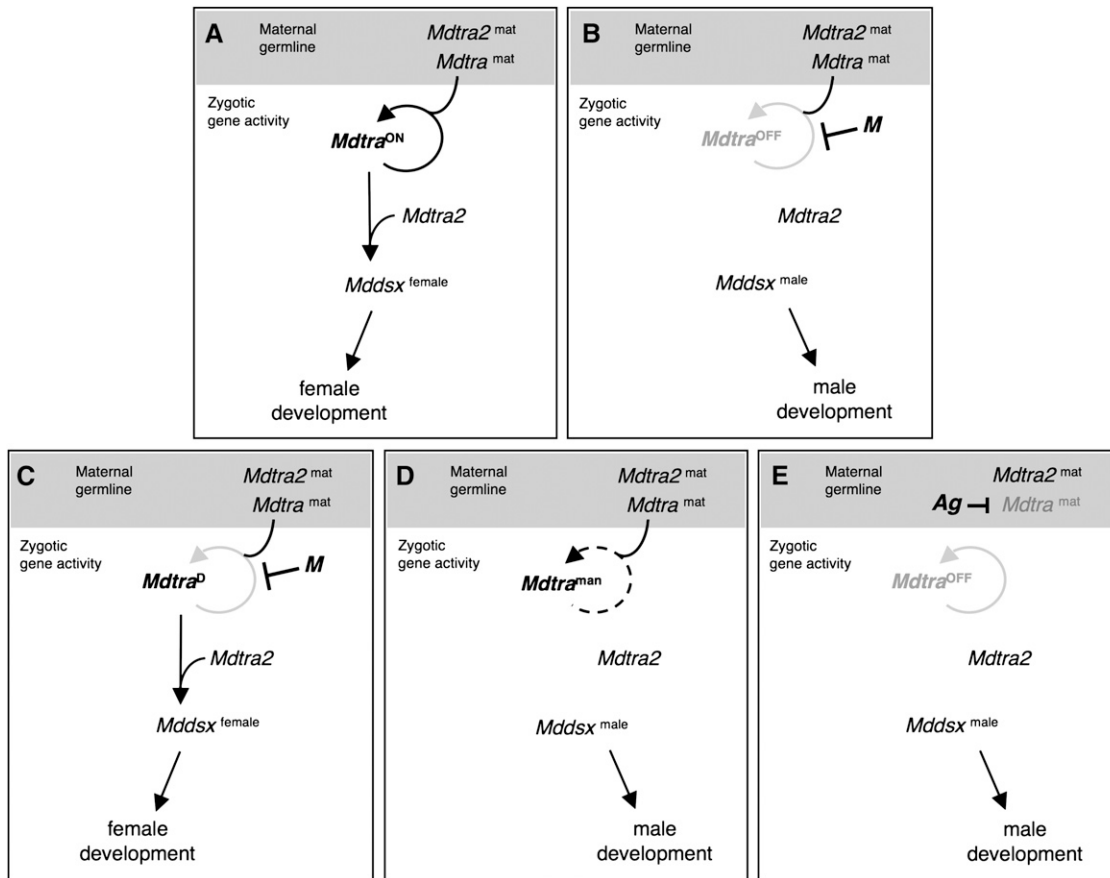 A
Maternal
germline
Mdtra2 mat
Mdtra mat
Zygotic
gene activity
MdtraON
Mdtra2
Mddsx female
female
development
B
Maternal
germline
Mdtra2 mat
Mdtra mat
Zygotic
gene activity
MdtraOFF
M
Mdtra2
Mddsx male
male
development
C
Maternal
germline
Mdtra2 mat
Mdtra mat
Zygotic
gene activity
MdtraD
M
Mdtra2
Mddsx female
female
development
D
Maternal
germline
Mdtra2 mat
Mdtra mat
Zygotic
gene activity
Mdtraman
Mdtra2
Mddsx male
male
development
E
Maternal
germline
Mdtra2 mat
Ag Mdtra mat
Zygotic
gene activity
MdtraOFF
Mdtra2
Mddsx male
male
development